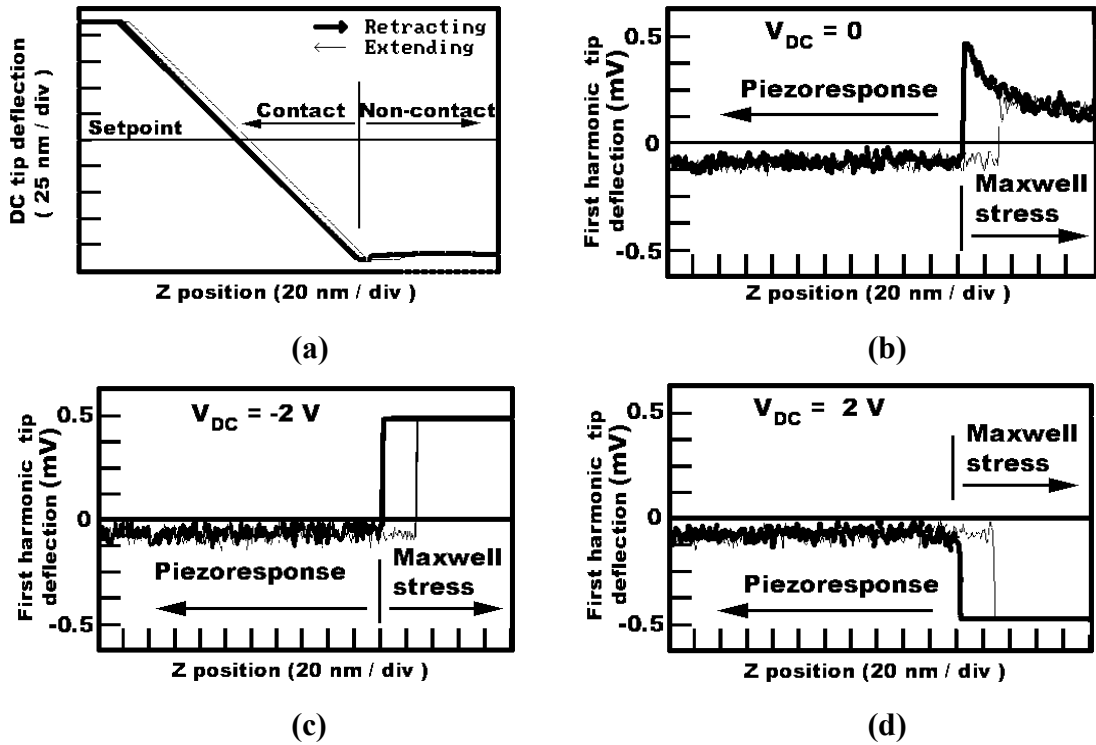 Retracting
Extending
DC tip deflection
( 25 nm / div )
Contact
Non-contact
Setpoint
Z position (20 nm / div )
(a)
First harmonic tip
deflection (mV)
0.5
0
-0.5
V_DC = 0
Piezoresponse
Maxwell
stress
Z position (20 nm / div )
(b)
First harmonic tip
deflection (mV)
0.5
0
-0.5
V_DC = -2 V
Piezoresponse
Maxwell
stress
Z position (20 nm / div )
(c)
First harmonic tip
deflection (mV)
0.5
0
-0.5
V_DC = 2 V
Maxwell
stress
Piezoresponse
Z position (20 nm / div )
(d)